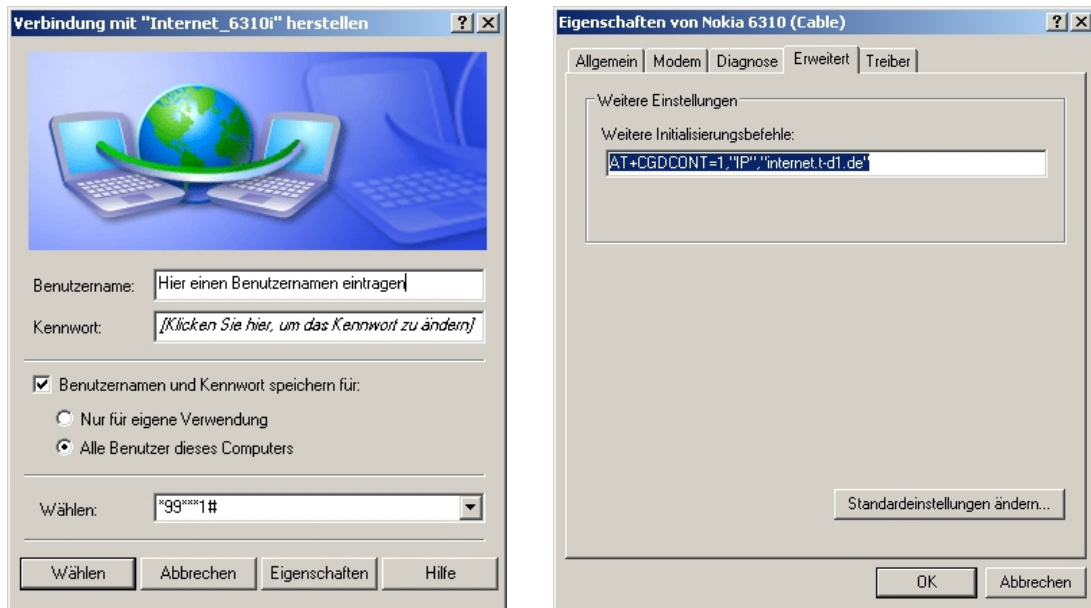 Verbindung mit "Internet_6310i" herstellen
Benutzername:
Hier einen Benutzernamen eintragen
Kennwort:
[Klicken Sie hier, um das Kennwort zu ändern]
Benutzernamen und Kennwort speichern für:
Nur für eigene Verwendung
Alle Benutzer dieses Computers
Wählen:
*99***1#
Wählen
Abbrechen
Eigenschaften
Hilfe
Eigenschaften von Nokia 6310 (Cable)
Allgemein
Modem
Diagnose
Erweitert
Treiber
Weitere Einstellungen
Weitere Initialisierungsbefehle:
AT+CGDCONT=1,"IP","internet.t-d1.de"
Standardeinstellungen ändern...
OK
Abbrechen